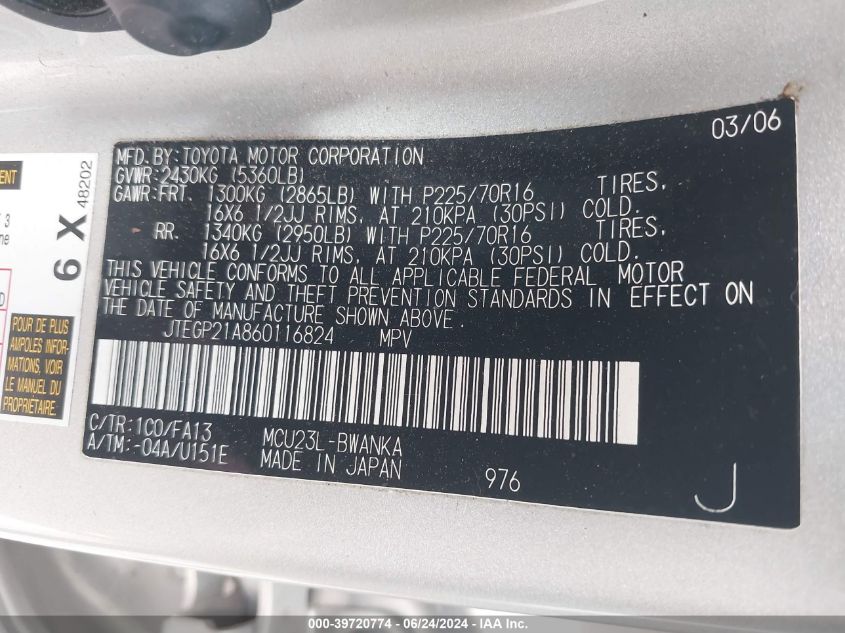 03/06
MFD.BY:TOYOTA MOTOR CORPORATION
GVWR:2430KG (5360LB)
GAWR:FRT. 1300KG (2865LB) WITH P225/70R16 TIRES,
16X6 1/2JJ RIMS, AT 210KPA (30PSI) COLD.
RR. 1340KG (2950LB) WITH P225/70R16 TIRES,
16X6 1/2JJ RIMS, AT 210KPA (30PSI) COLD.
THIS VEHICLE CONFORMS TO ALL APPLICABLE FEDERAL MOTOR
VEHICLE SAFETY AND THEFT PREVENTION STANDARDS IN EFFECT ON
THE DATE OF MANUFACTURE SHOWN ABOVE.
JTEGP21A860116824 MPV
C/TR:1C0/FA13 MCU23L-BWANKA
A/TM:-04A/U151E MADE IN JAPAN 976
J
6 X 48202
POUR DE PLUS
AMPLES INFOR-
MATIONS, VOIR
LE MANUEL DU
PROPRIÉTAIRE.
000-39720774 - 06/24/2024 - IAA Inc.